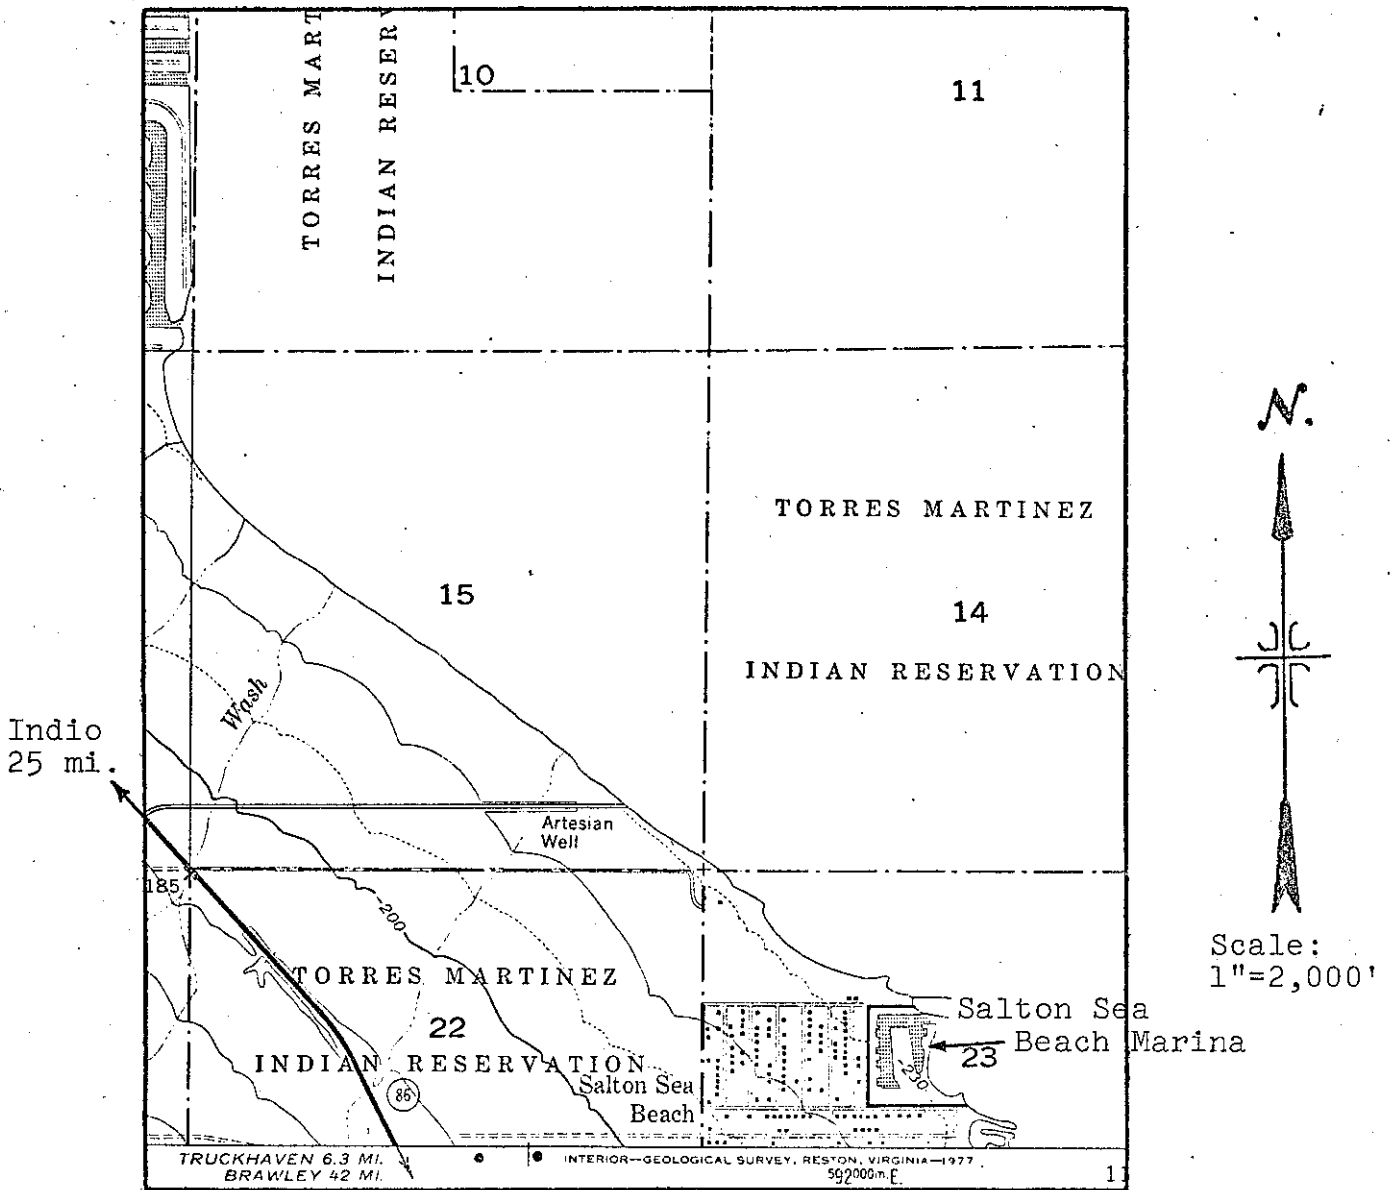 TORRES MART
INDIAN RESERV
10
11
N.
TORRES MARTINEZ
15
14
INDIAN RESERVATION
Wash
Indio
25 mi.
Artesian
Well
185
-200
Scale:
1"=2,000'
TORRES MARTINEZ
22
INDIAN RESERVATION
86
Salton Sea
Beach
Salton Sea
Beach Marina
23
-230
TRUCKHAVEN 6.3 MI.
BRAWLEY 42 MI.
INTERIOR—GEOLOGICAL SURVEY, RESTON, VIRGINIA—1977
592000m.E.
11